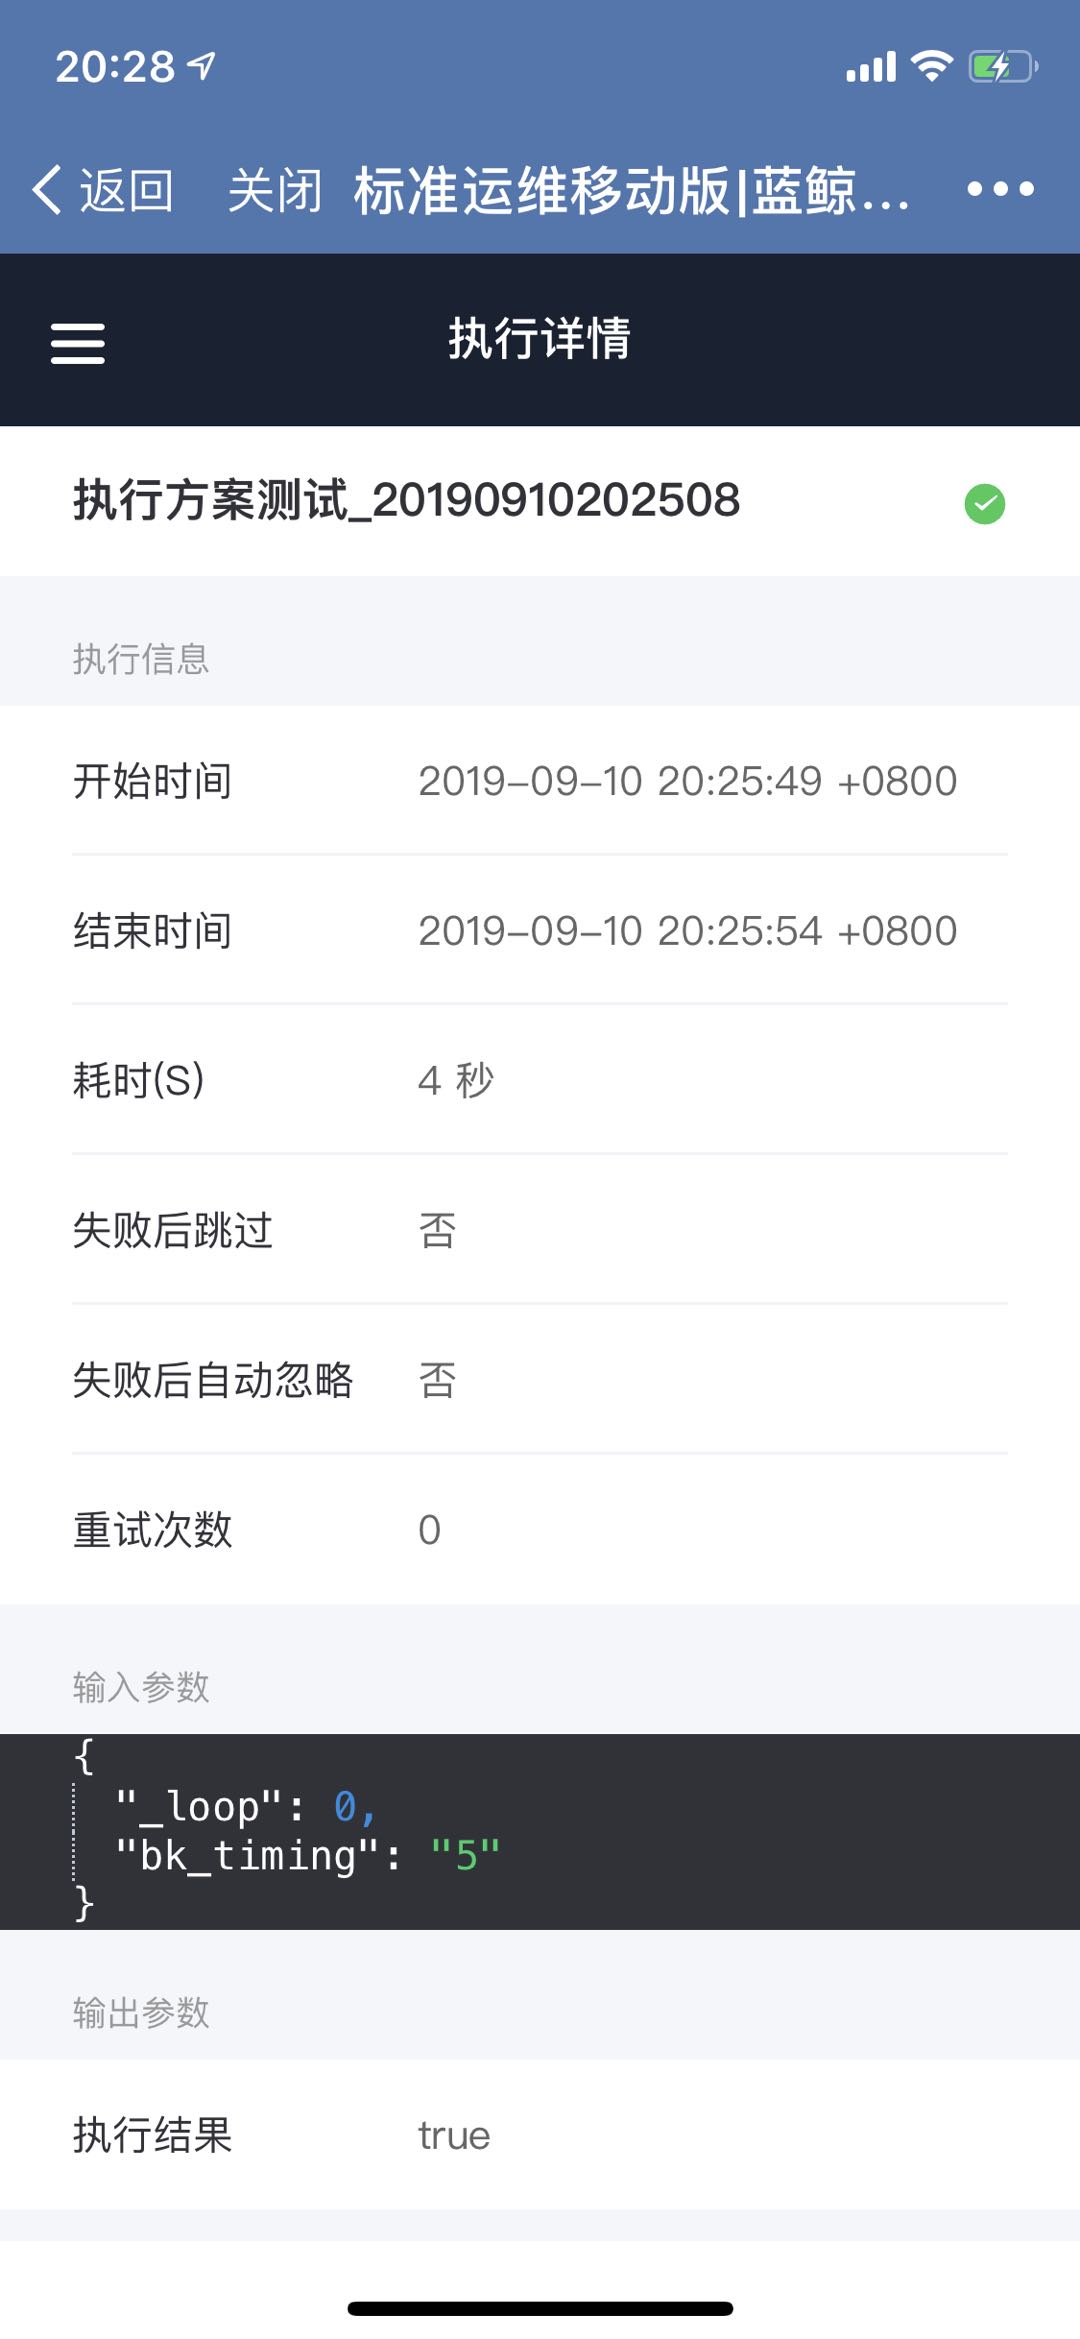 20:28
返回 关闭 标准运维移动版|蓝鲸...
执行详情
执行方案测试_20190910202508
执行信息
开始时间 2019-09-10 20:25:49 +0800
结束时间 2019-09-10 20:25:54 +0800
耗时(S) 4 秒
失败后跳过 否
失败后自动忽略 否
重试次数 0
输入参数
{
"_loop": 0,
"bk_timing": "5"
}
输出参数
执行结果 true